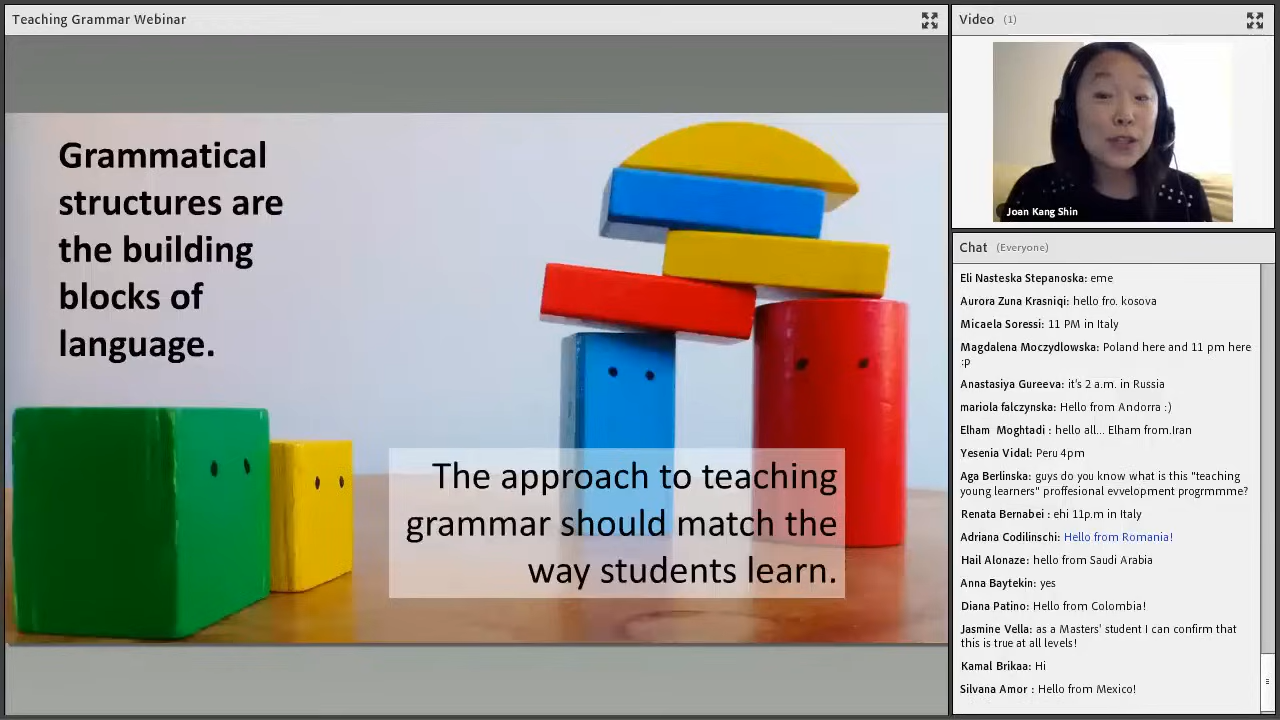 Teaching Grammar Webinar
Grammatical
structures are
the building
blocks of
language.
The approach to teaching
grammar should match the
way students learn.
Video (1)
Joan Kang Shin
Chat (Everyone)
Eli Nasteska Stepanoska: eme
Aurora Zuna Krasniqi: hello fro. kosova
Micaela Soressi: 11 PM in Italy
Magdalena Moczydlowska: Poland here and 11 pm here
:p
Anastasiya Gureeva: it's 2 a.m. in Russia
mariola falczynska: Hello from Andorra :)
Elham Moghtadi : hello all... Elham from.Iran
Yesenia Vidal: Peru 4pm
Aga Berlinska: guys do you know what is this "teaching
young learners" proffesional evvelopment progrmmme?
Renata Bernabei : ehi 11p.m in Italy
Adriana Codilinschi: Hello from Romania!
Hail Alonaze: hello from Saudi Arabia
Anna Baytekin: yes
Diana Patino: Hello from Colombia!
Jasmine Vella: as a Masters' student I can confirm that
this is true at all levels!
Kamal Brikaa: Hi
Silvana Amor : Hello from Mexico!